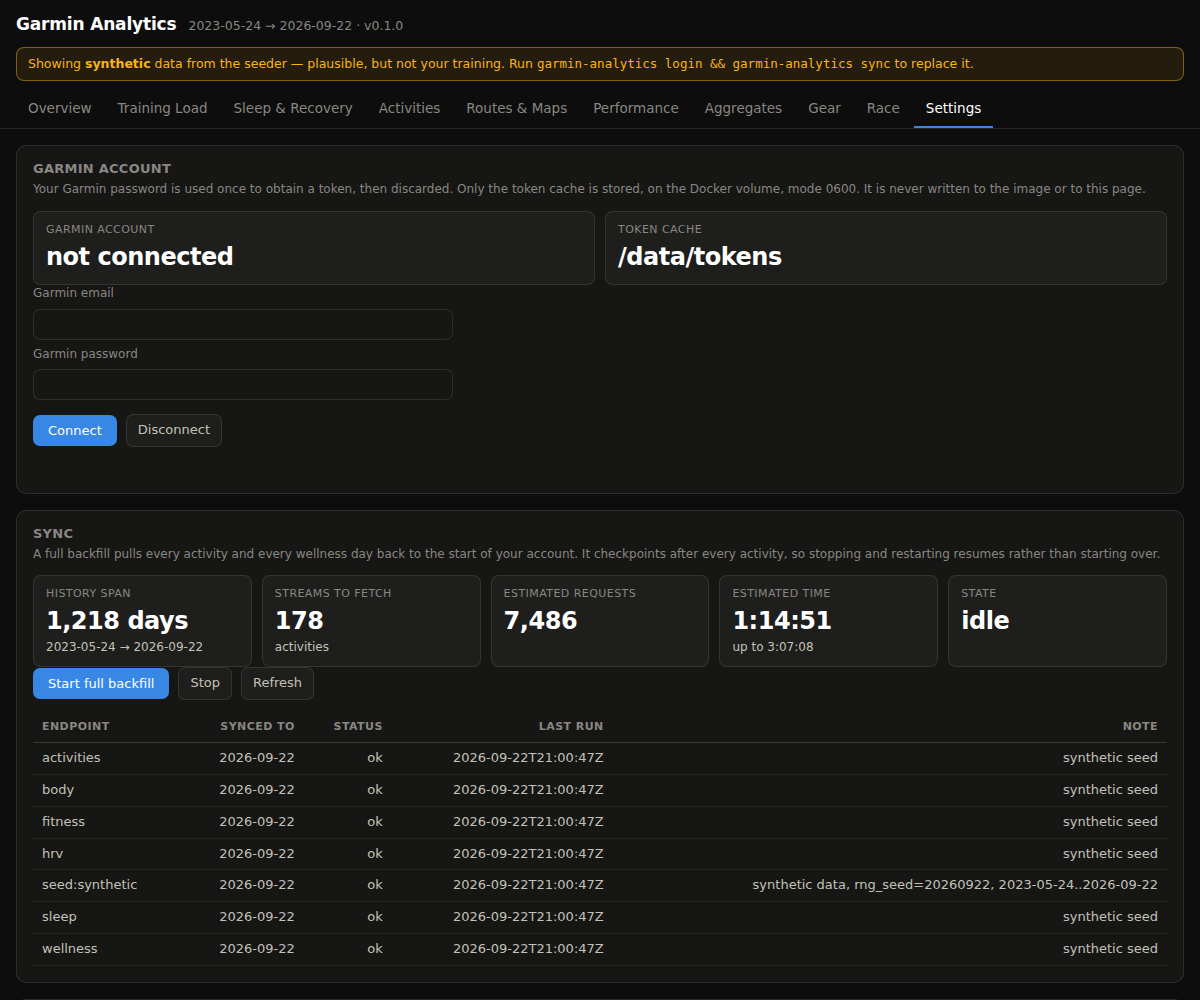 Garmin Analytics 2023-05-24 → 2026-09-22 · v0.1.0
Showing synthetic data from the seeder — plausible, but not your training. Run garmin-analytics login && garmin-analytics sync to replace it.
Overview Training Load Sleep & Recovery Activities Routes & Maps Performance Aggregates Gear Race Settings
GARMIN ACCOUNT
Your Garmin password is used once to obtain a token, then discarded. Only the token cache is stored, on the Docker volume, mode 0600. It is never written to the image or to this page.
GARMIN ACCOUNT
not connected
TOKEN CACHE
/data/tokens
Garmin email
Garmin password
Connect Disconnect
SYNC
A full backfill pulls every activity and every wellness day back to the start of your account. It checkpoints after every activity, so stopping and restarting resumes rather than starting over.
HISTORY SPAN
1,218 days
2023-05-24 → 2026-09-22
STREAMS TO FETCH
178
activities
ESTIMATED REQUESTS
7,486
ESTIMATED TIME
1:14:51
up to 3:07:08
STATE
idle
Start full backfill Stop Refresh
ENDPOINT SYNCED TO STATUS LAST RUN NOTE
activities 2026-09-22 ok 2026-09-22T21:00:47Z synthetic seed
body 2026-09-22 ok 2026-09-22T21:00:47Z synthetic seed
fitness 2026-09-22 ok 2026-09-22T21:00:47Z synthetic seed
hrv 2026-09-22 ok 2026-09-22T21:00:47Z synthetic seed
seed:synthetic 2026-09-22 ok 2026-09-22T21:00:47Z synthetic data, rng_seed=20260922, 2023-05-24..2026-09-22
sleep 2026-09-22 ok 2026-09-22T21:00:47Z synthetic seed
wellness 2026-09-22 ok 2026-09-22T21:00:47Z synthetic seed